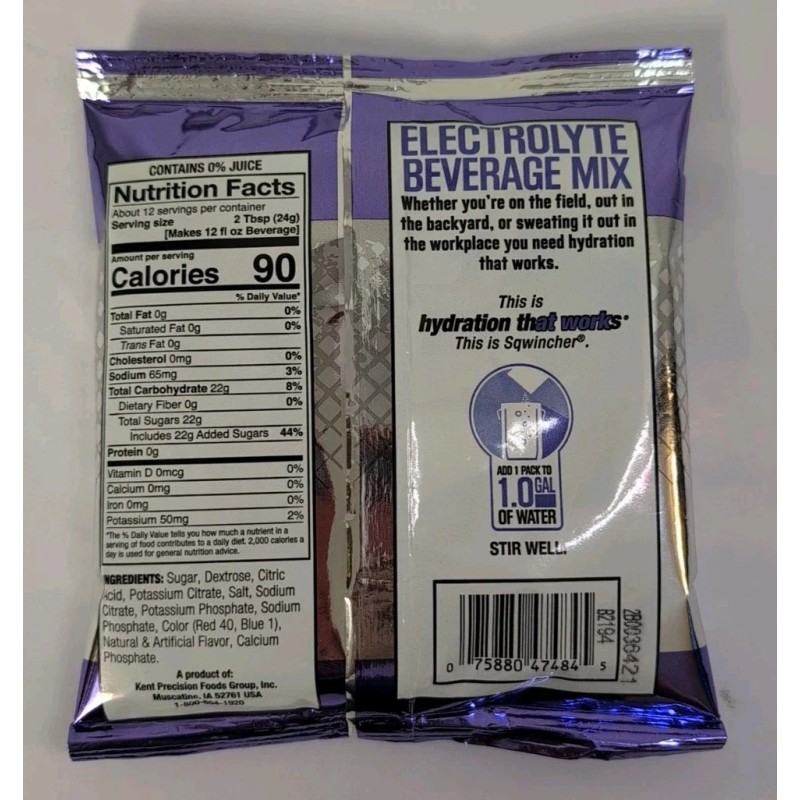 CONTAINS 0% JUICE
Nutrition Facts
About 12 servings per container
Serving size 2 Tbsp (24g)
[Makes 12 fl oz Beverage]
Amount per serving
Calories 90
% Daily Value*
Total Fat 0g 0%
Saturated Fat 0g 0%
Trans Fat 0g
Cholesterol 0mg 0%
Sodium 65mg 3%
Total Carbohydrate 22g 8%
Dietary Fiber 0g 0%
Total Sugars 22g
Includes 22g Added Sugars 44%
Protein 0g
Vitamin D 0mcg 0%
Calcium 0mg 0%
Iron 0mg 0%
Potassium 50mg 2%
*The % Daily Value tells you how much a nutrient in a
serving of food contributes to a daily diet. 2,000 calories a
day is used for general nutrition advice.
INGREDIENTS: Sugar, Dextrose, Citric
Acid, Potassium Citrate, Salt, Sodium
Citrate, Potassium Phosphate, Sodium
Phosphate, Color (Red 40, Blue 1),
Natural & Artificial Flavor, Calcium
Phosphate.
A product of:
Kent Precision Foods Group, Inc.
Muscatine, IA 52761 USA
1-800-554-1920
ELECTROLYTE
BEVERAGE MIX
Whether you're on the field, out in
the backyard, or sweating it out in
the workplace you need hydration
that works.
This is
hydration that works®
This is Sqwincher®.
ADD 1 PACK TO
1.0 GAL
OF WATER
STIR WELL.
0 75880 47484 5
B2194